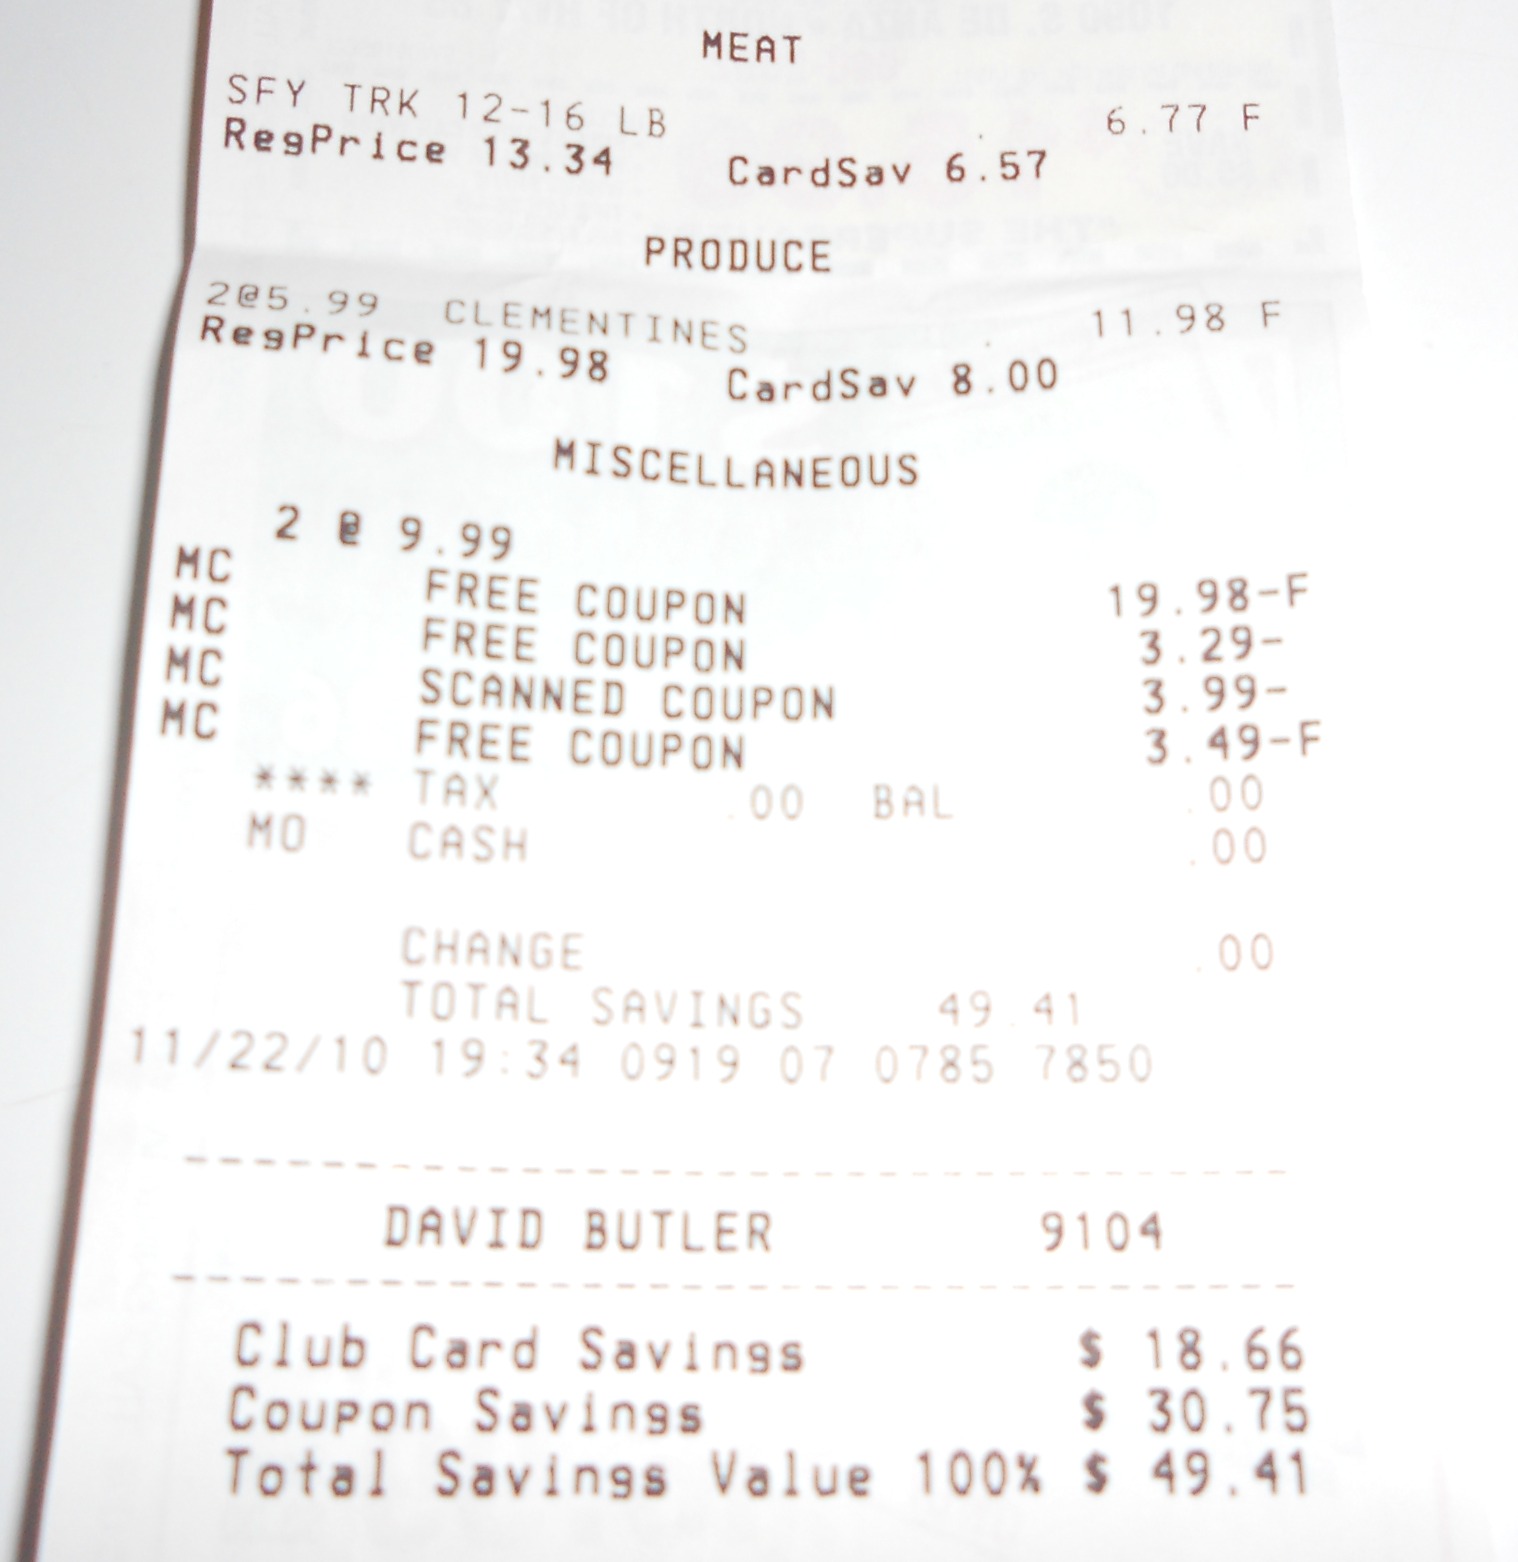 MEAT
SFY TRK 12-16 LB 6.77 F
RegPrice 13.34 CardSav 6.57
PRODUCE
2@5.99 CLEMENTINES 11.98 F
RegPrice 19.98 CardSav 8.00
MISCELLANEOUS
2 @ 9.99
MC FREE COUPON 19.98-F
MC FREE COUPON 3.29-
MC SCANNED COUPON 3.99-
MC FREE COUPON 3.49-F
**** TAX .00 BAL .00
MO CASH .00
CHANGE .00
TOTAL SAVINGS 49.41
11/22/10 19:34 0919 07 0785 7850
DAVID BUTLER 9104
Club Card Savings $ 18.66
Coupon Savings $ 30.75
Total Savings Value 100% $ 49.41